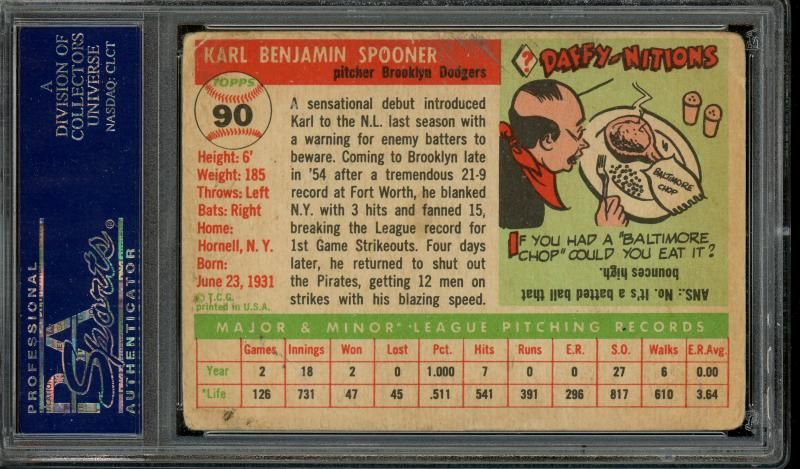 A
DIVISION OF
COLLECTORS
UNIVERSE
NASDAQ: CLCT
PROFESSIONAL
PSA
Sports ®
AUTHENTICATOR
KARL BENJAMIN SPOONER
pitcher Brooklyn Dodgers
TOPPS
90
Height: 6'
Weight: 185
Throws: Left
Bats: Right
Home:
Hornell, N. Y.
Born:
June 23, 1931
© T.C.G.
printed in U.S.A.
A sensational debut introduced
Karl to the N.L. last season with
a warning for enemy batters to
beware. Coming to Brooklyn late
in '54 after a tremendous 21-9
record at Fort Worth, he blanked
N.Y. with 3 hits and fanned 15,
breaking the League record for
1st Game Strikeouts. Four days
later, he returned to shut out
the Pirates, getting 12 men on
strikes with his blazing speed.
? DAFFY-NITIONS
BALTIMORE
CHOP
IF YOU HAD A "BALTIMORE
CHOP" COULD YOU EAT IT?
ANS.: No. It's a batted ball that
bounces high.
MAJOR & MINOR* LEAGUE PITCHING RECORDS
Games Innings Won Lost Pct. Hits Runs E.R. S.O. Walks E.R.Avg.
Year 2 18 2 0 1.000 7 0 0 27 6 0.00
*Life 126 731 47 45 .511 541 391 296 817 610 3.64